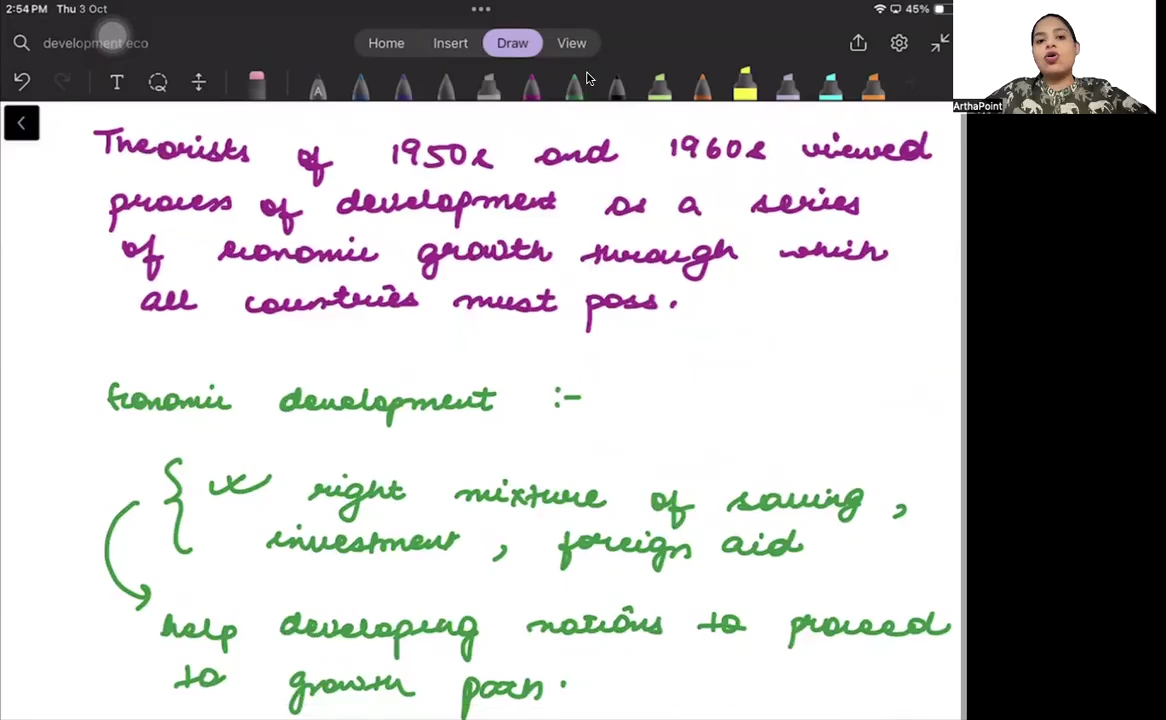 2:54 PM Thu 3 Oct
45%
development eco
Home Insert Draw View
T
A
ArthaPoint
Theorists of 1950s and 1960s viewed
process of development as a series
of economic growth through which
all countries must pass.
Economic development :-
right mixture of saving,
investment, foreign aid
help developing nations to proceed
to growth path.